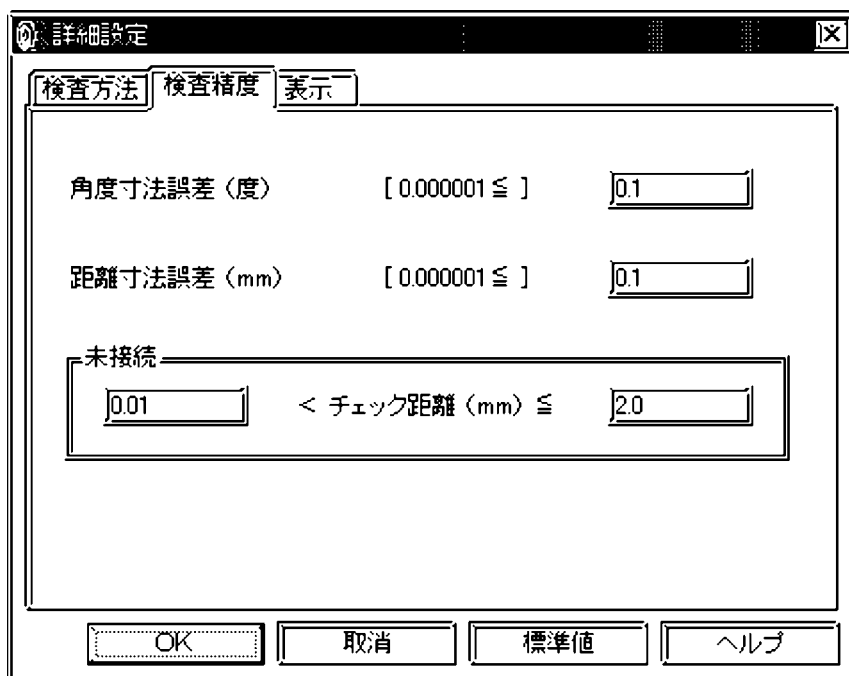 詳細設定
検査方法 検査精度 表示
角度寸法誤差（度） [ 0.000001≦ ] 0.1
距離寸法誤差（mm） [ 0.000001≦ ] 0.1
未接続
0.01 < チェック距離（mm）≦ 2.0
OK 取消 標準値 ヘルプ